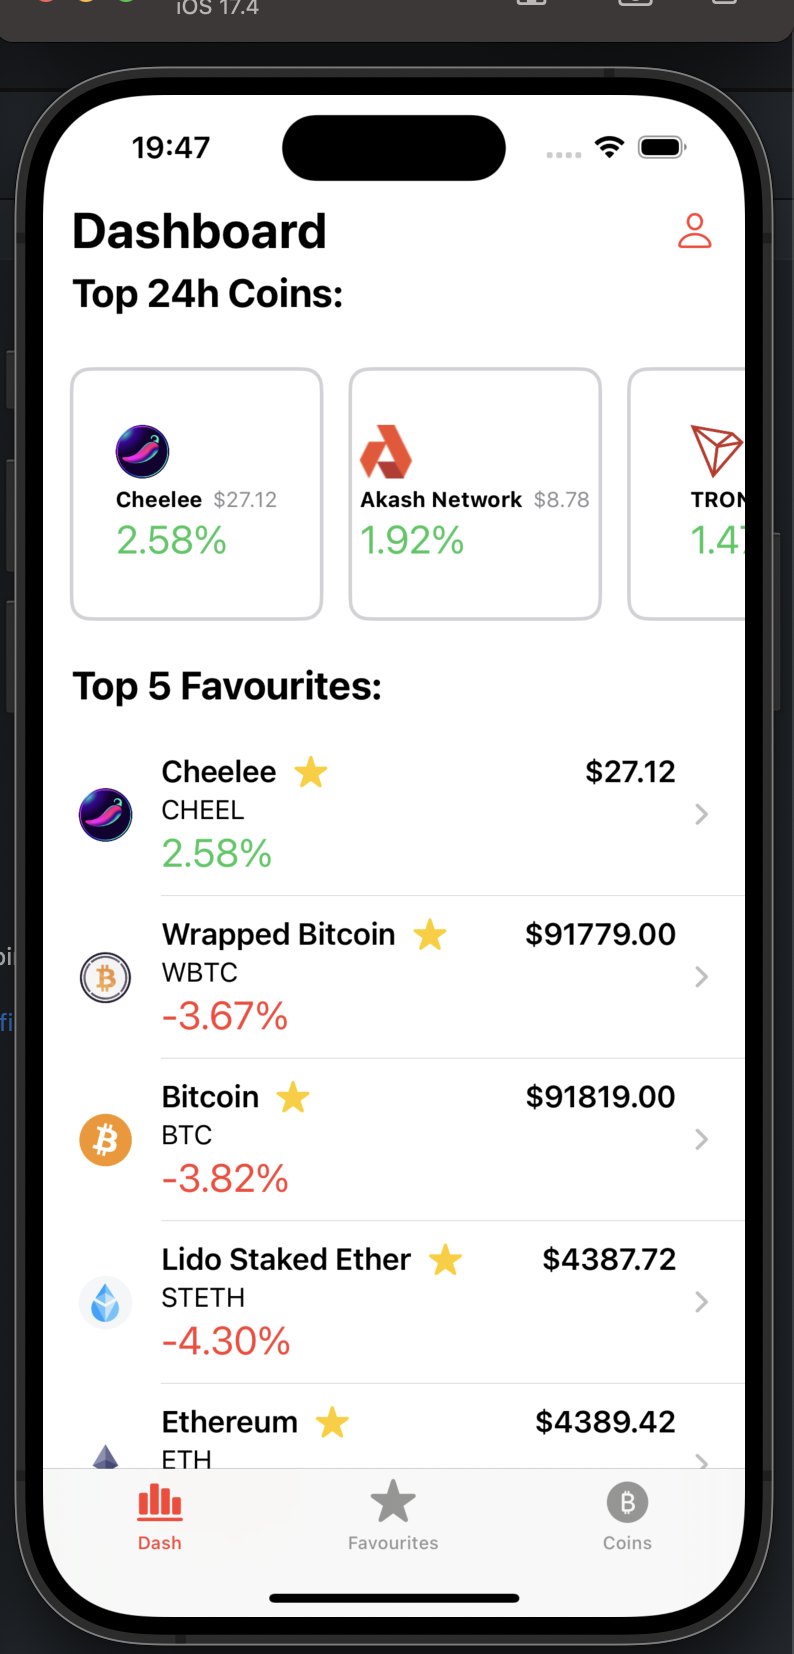 iOS 17.4
19:47
Dashboard
Top 24h Coins:
Cheelee $27.12
2.58%
Akash Network $8.78
1.92%
TRON
1.47
Top 5 Favourites:
Cheelee $27.12
CHEEL
2.58%
Wrapped Bitcoin $91779.00
WBTC
-3.67%
Bitcoin $91819.00
BTC
-3.82%
Lido Staked Ether $4387.72
STETH
-4.30%
Ethereum $4389.42
ETH
Dash
Favourites
Coins